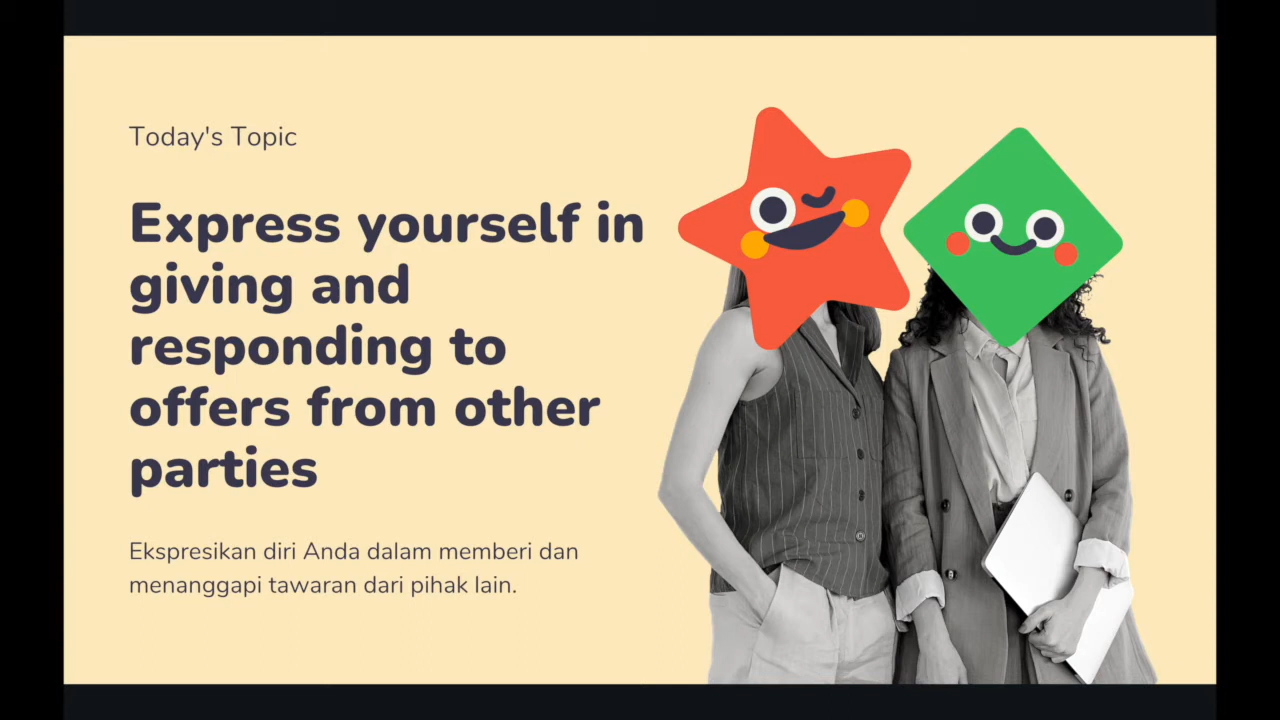 Today's Topic
Express yourself in
giving and
responding to
offers from other
parties
Ekspresikan diri Anda dalam memberi dan
menanggapi tawaran dari pihak lain.